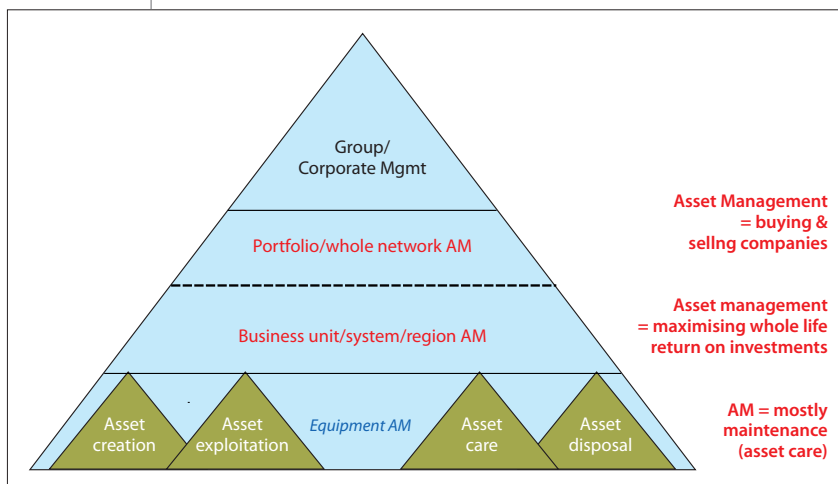 Group/
Corporate Mgmt
Asset Management
= buying &
sellng companies
Portfolio/whole network AM
Asset management
= maximising whole life
return on investments
Business unit/system/region AM
Asset
creation
Asset
exploitation
Equipment AM
Asset
care
Asset
disposal
AM = mostly
maintenance
(asset care)